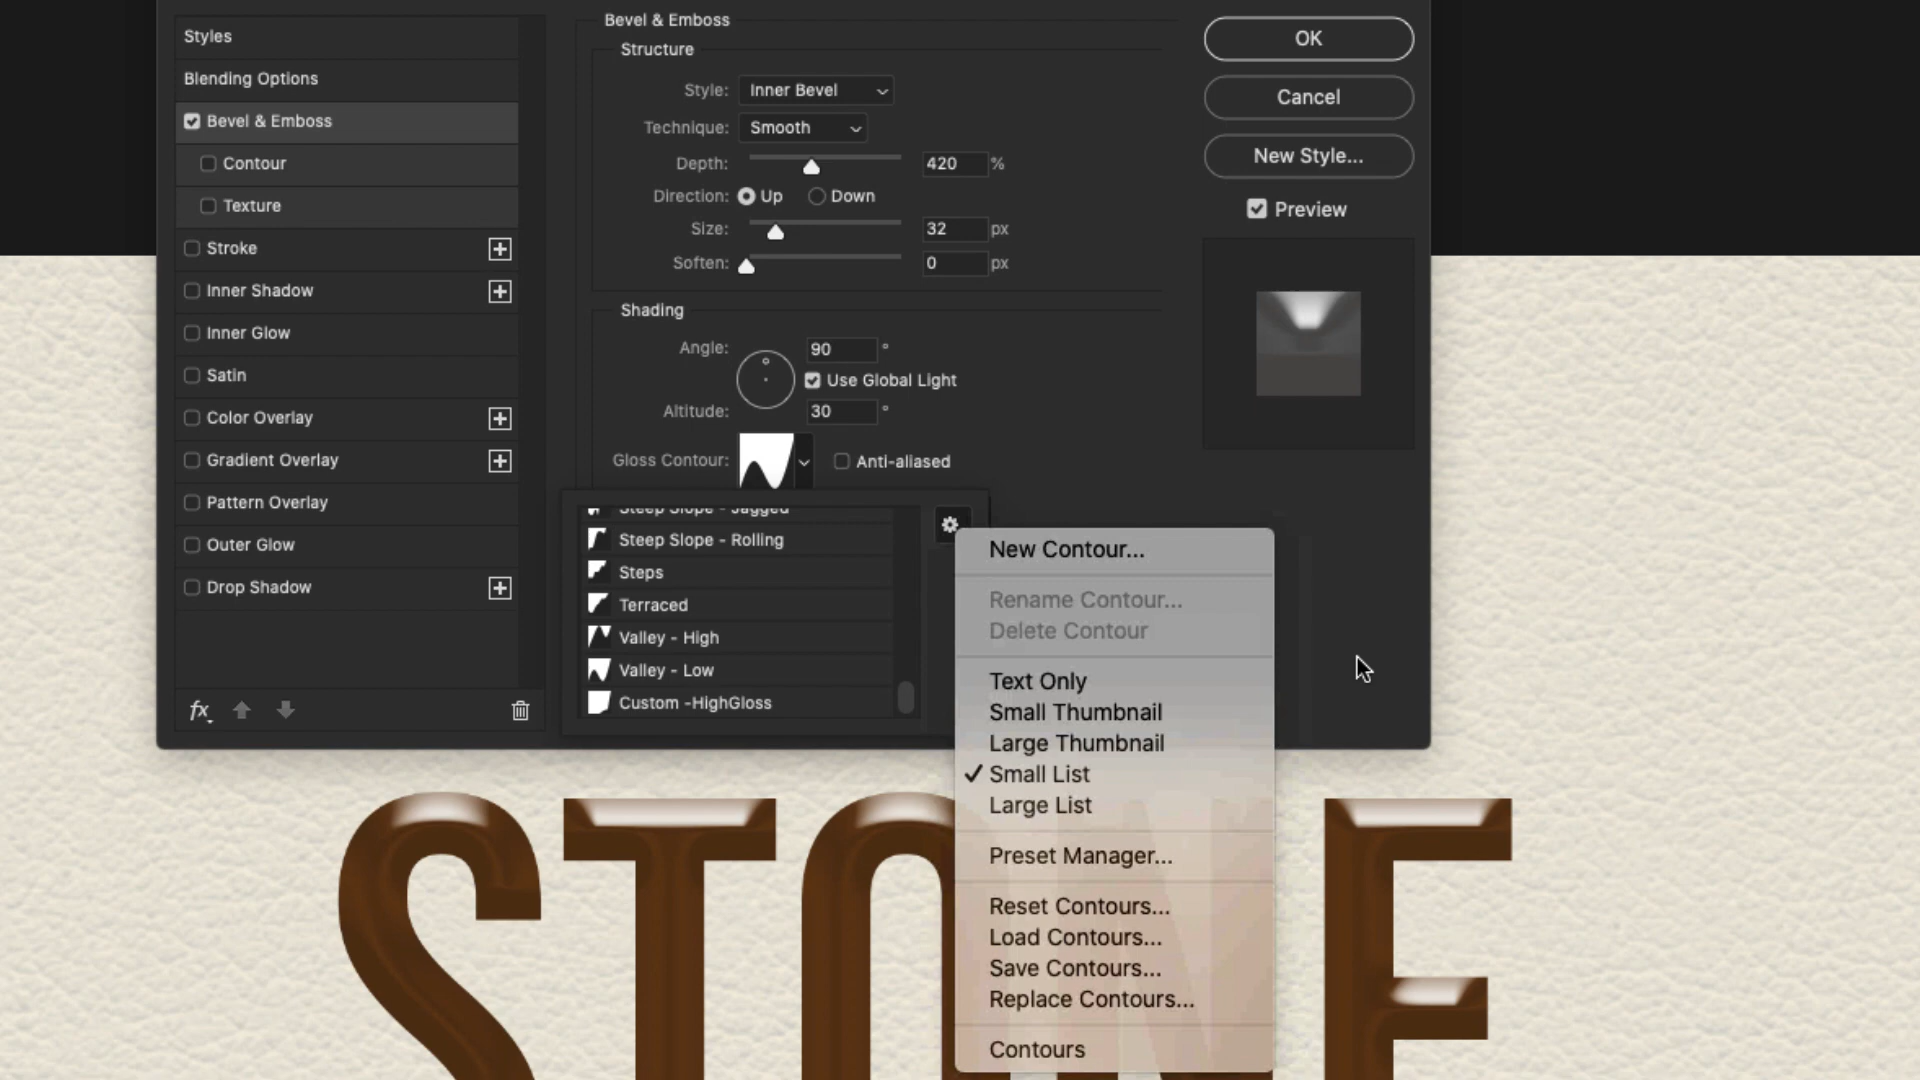 Styles
Blending Options
Bevel & Emboss
Contour
Texture
Stroke
Inner Shadow
Inner Glow
Satin
Color Overlay
Gradient Overlay
Pattern Overlay
Outer Glow
Drop Shadow
fx
Bevel & Emboss
Structure
Style: Inner Bevel
Technique: Smooth
Depth: 420 %
Direction: Up Down
Size: 32 px
Soften: 0 px
Shading
Angle: 90 °
Use Global Light
Altitude: 30 °
Gloss Contour: Anti-aliased
Steep Slope - Jagged
Steep Slope - Rolling
Steps
Terraced
Valley - High
Valley - Low
Custom -HighGloss
OK
Cancel
New Style...
Preview
New Contour...
Rename Contour...
Delete Contour
Text Only
Small Thumbnail
Large Thumbnail
Small List
Large List
Preset Manager...
Reset Contours...
Load Contours...
Save Contours...
Replace Contours...
Contours
STONE